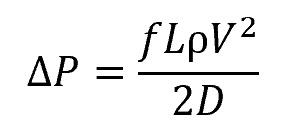 ΔP = fLρV² / 2D